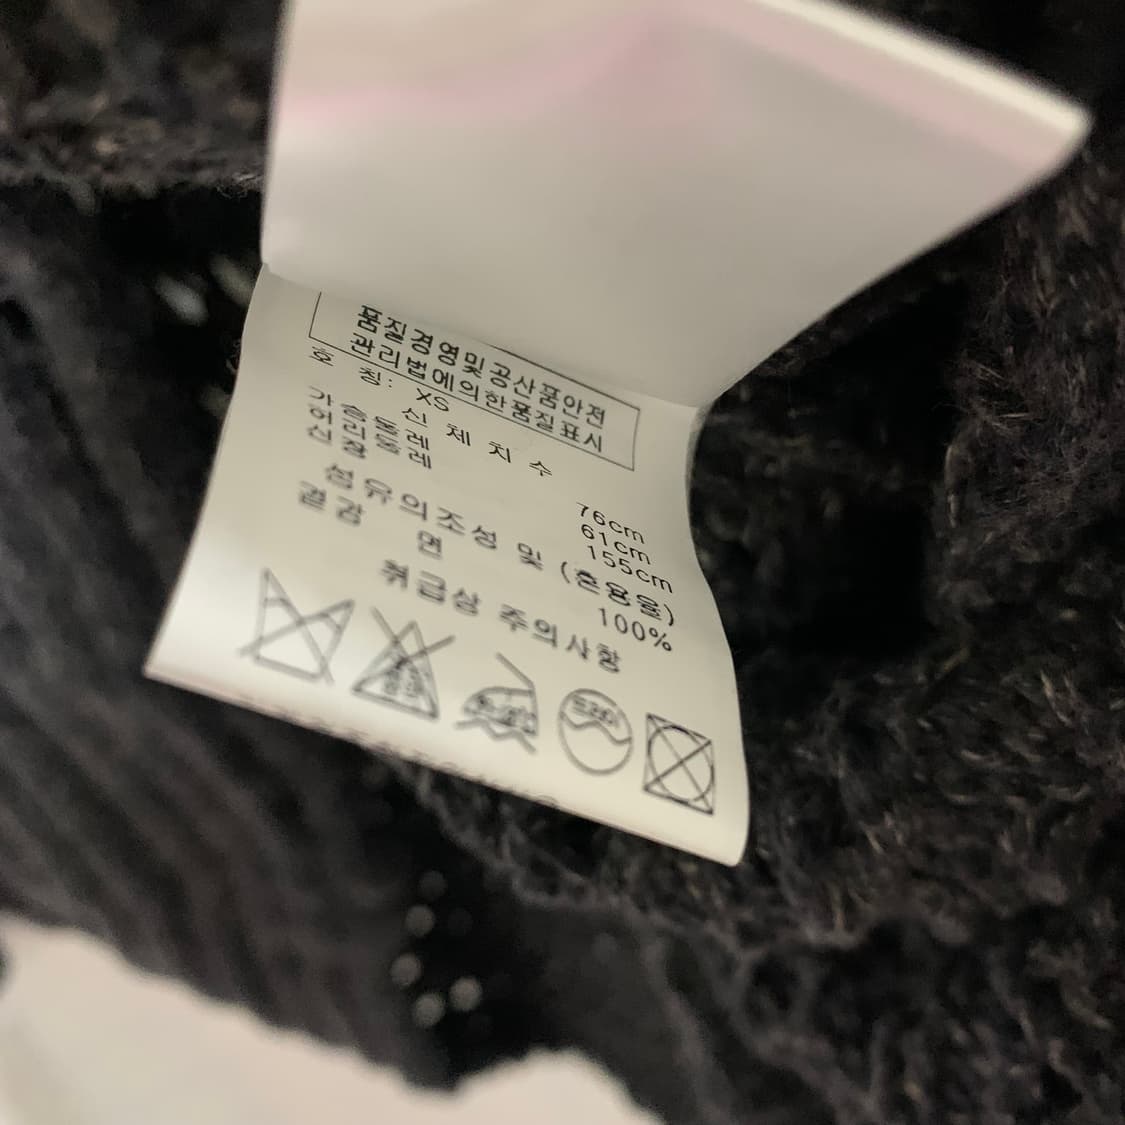 품질경영및공산품안전
관리법에의한품질표시
호 칭: XS
신 체 치 수
가슴둘레 76cm
허리둘레 61cm
신장 155cm
섬유의조성 및 (혼용율)
겉감
면 100%
취급상 주의사항
드라이